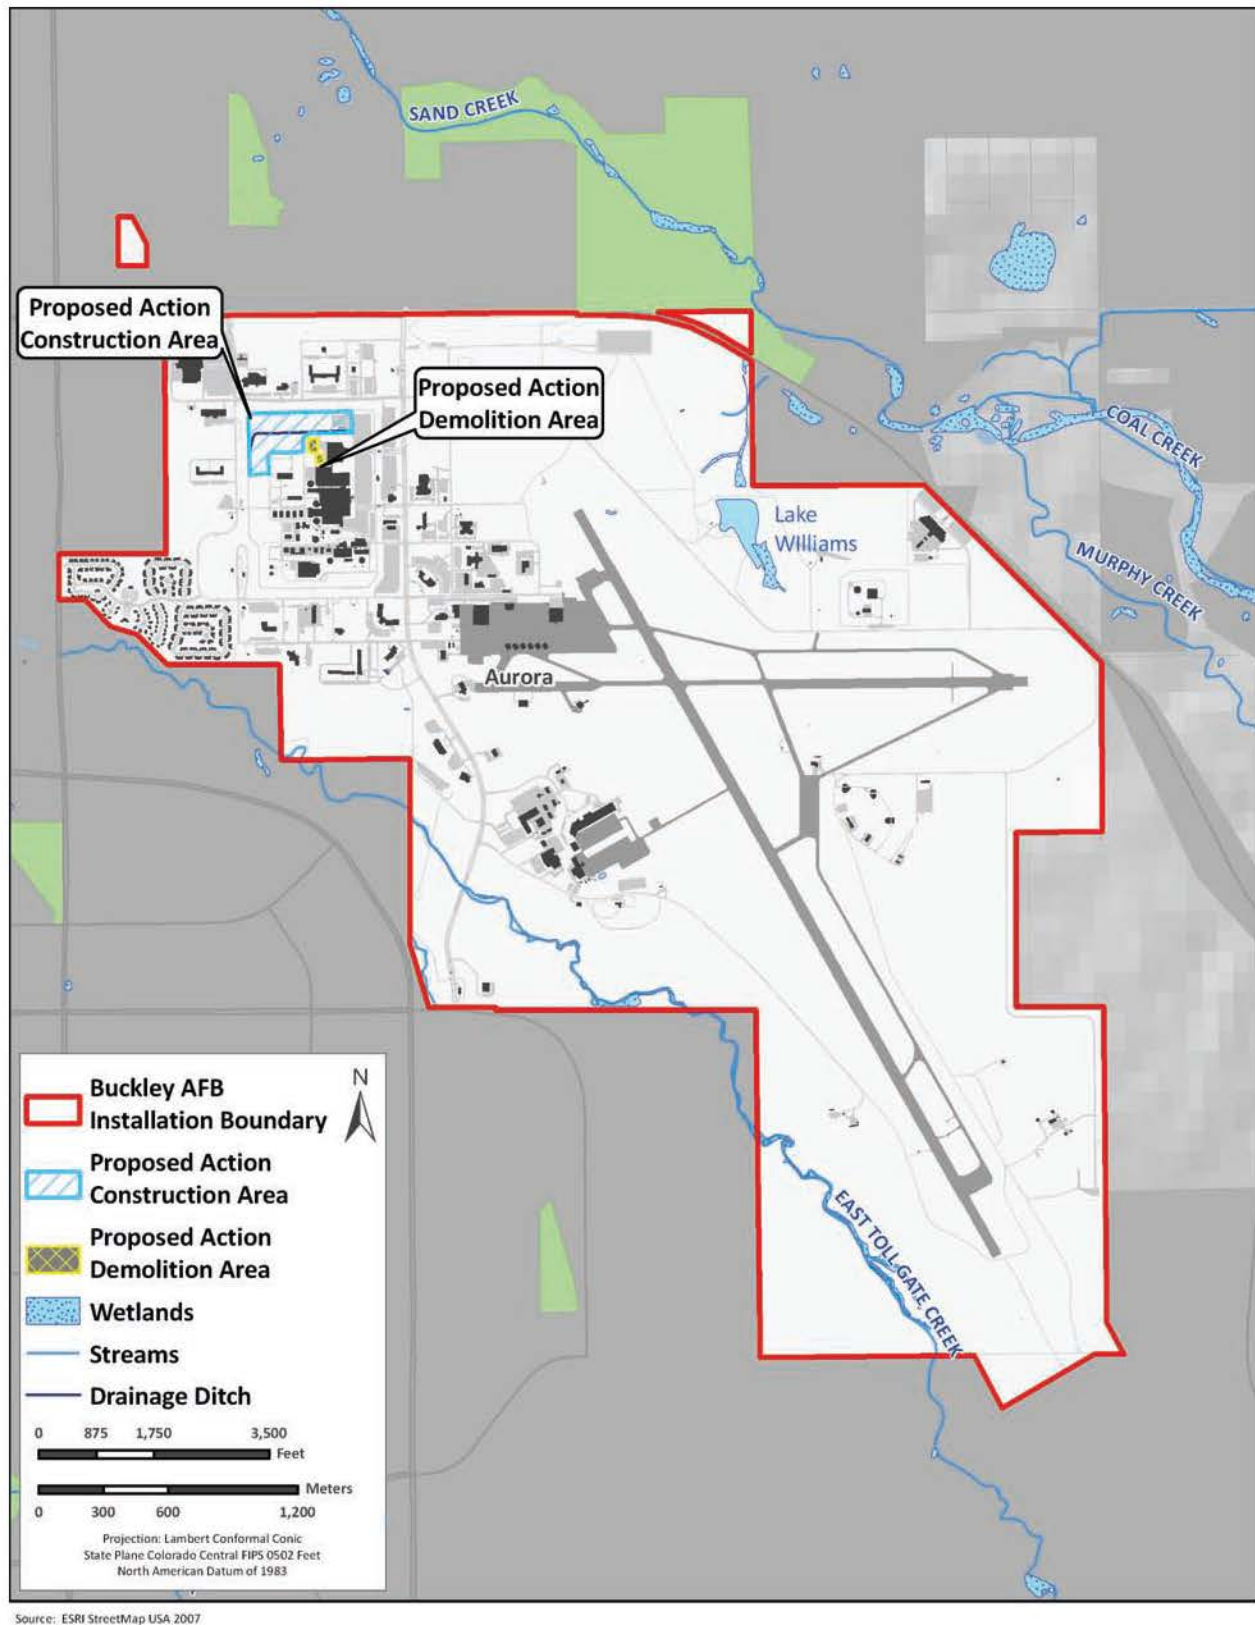 SAND CREEK
Proposed Action
Construction Area
Proposed Action
Demolition Area
COAL CREEK
Lake
WIlliams
MURPHY CREEK
Aurora
EAST TOLL GATE CREEK
N
Buckley AFB
Installation Boundary
Proposed Action
Construction Area
Proposed Action
Demolition Area
Wetlands
Streams
Drainage Ditch
0 875 1,750 3,500
Feet
Meters
0 300 600 1,200
Projection: Lambert Conformal Conic
State Plane Colorado Central FIPS 0502 Feet
North American Datum of 1983
Source: ESRI StreetMap USA 2007